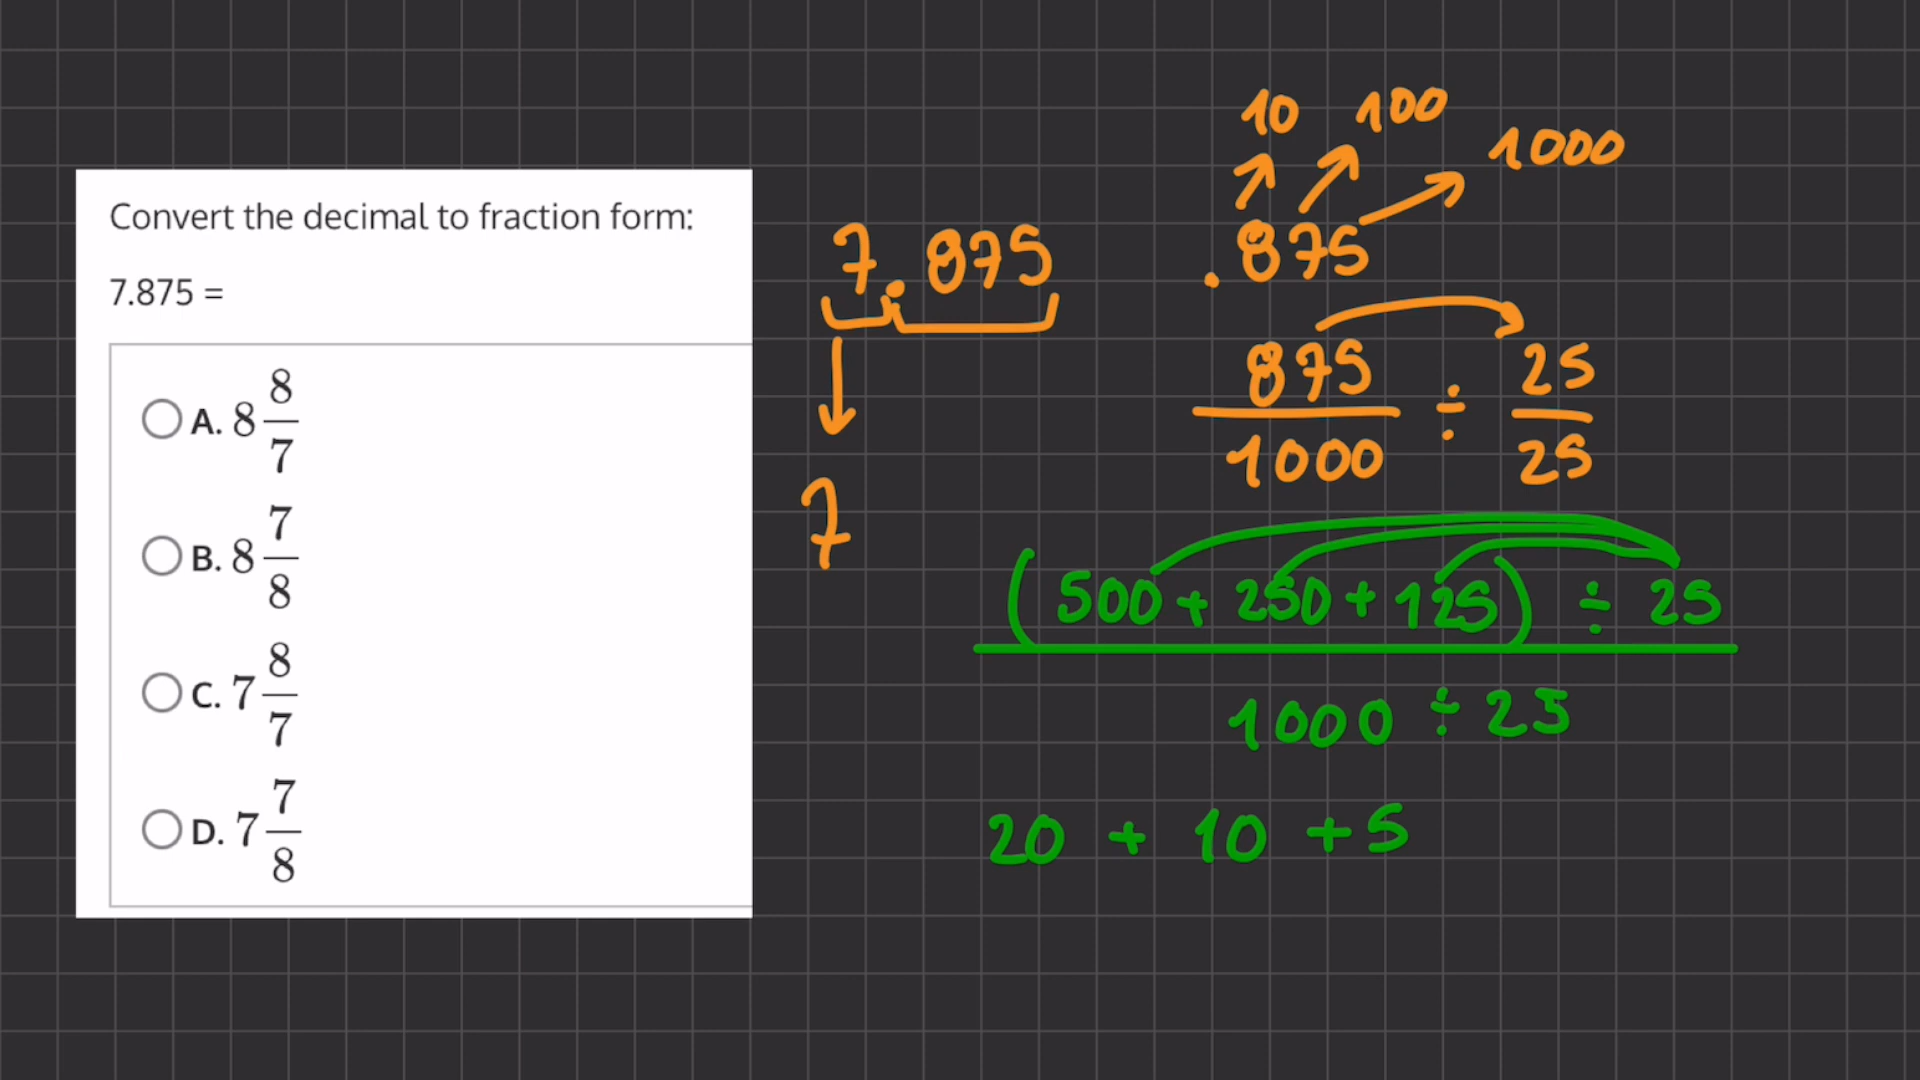 Convert the decimal to fraction form:
7.875 =
A. 8 8/7
B. 8 7/8
C. 7 8/7
D. 7 7/8
7.875
7
10 100 1000
.875
875/1000 ÷ 25/25
(500 + 250 + 125) ÷ 25
1000 ÷ 25
20 + 10 + 5